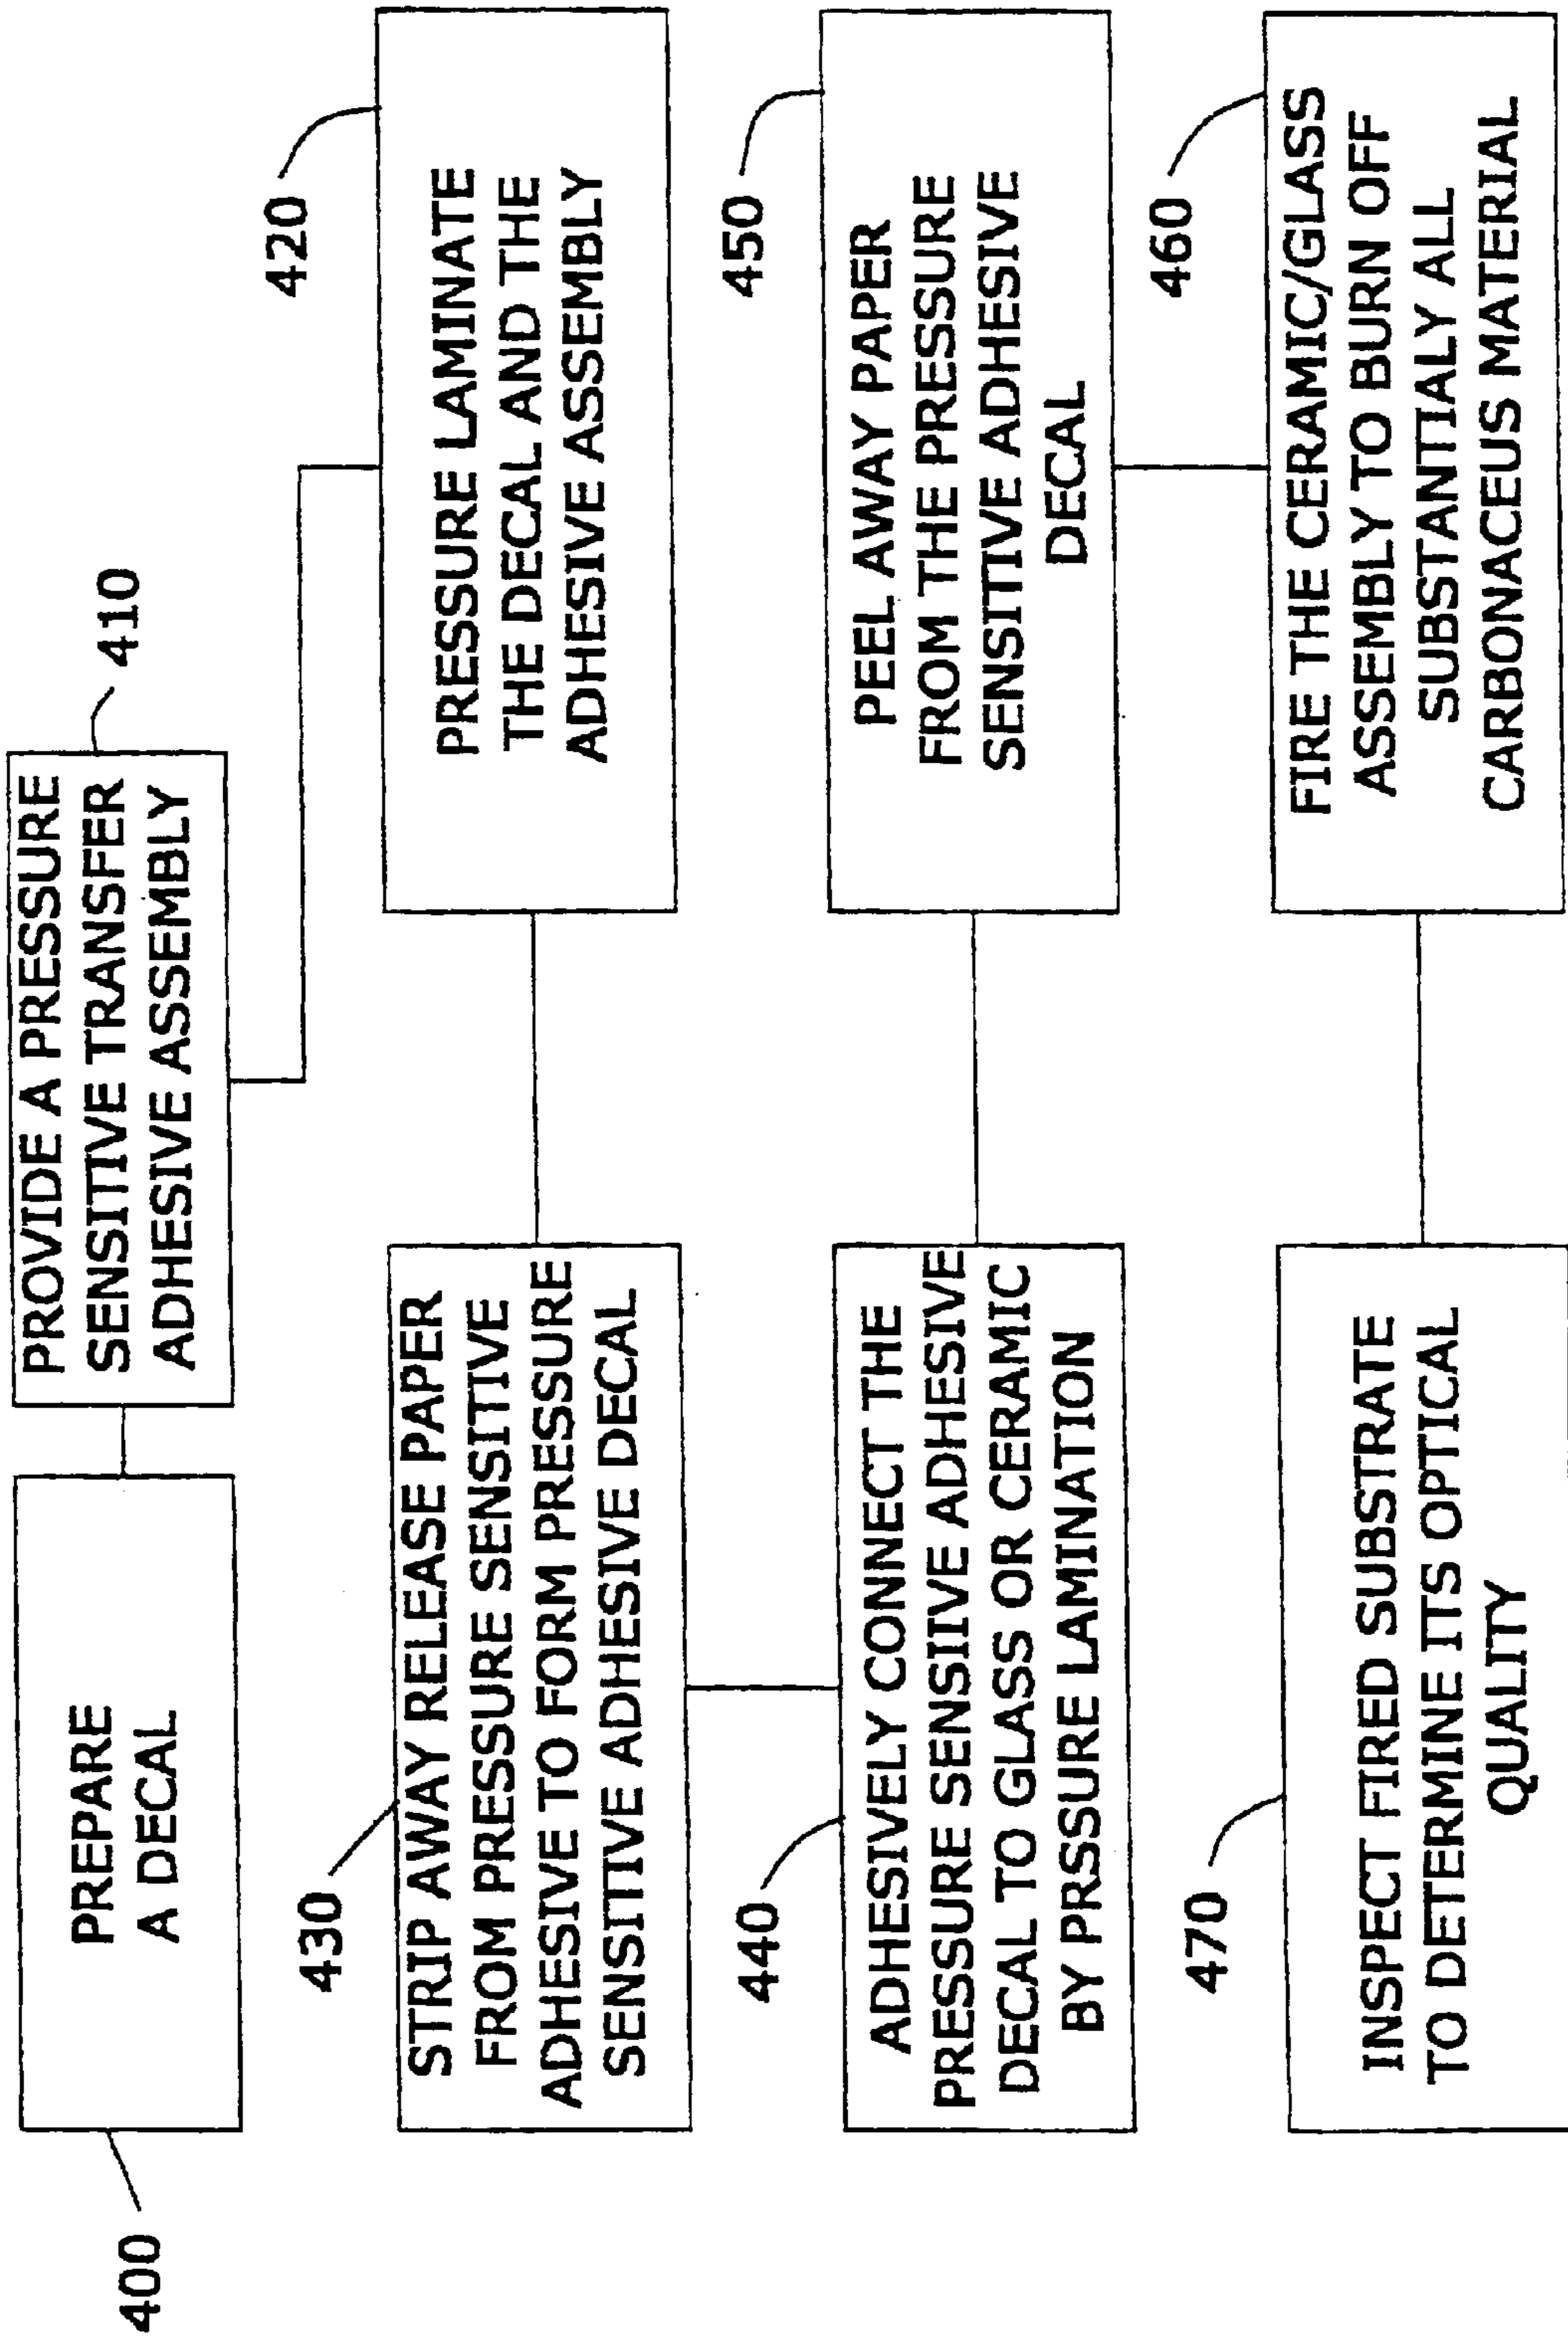 400
PREPARE
A DECAL
PROVIDE A PRESSURE
SENSITIVE TRANSFER
ADHESIVE ASSEMBLY
410
420
PRESSURE LAMINATE
THE DECAL AND THE
ADHESIVE ASSEMBLY
430
STRIP AWAY RELEASE PAPER
FROM PRESSURE SENSITIVE
ADHESIVE TO FORM PRESSURE
SENSITIVE ADHESIVE DECAL
440
ADHESIVELY CONNECT THE
PRESSURE SENSIIVE ADHESIVE
DECAL TO GLASS OR CERAMIC
BY PRSSURE LAMINATION
450
PEEL AWAY PAPER
FROM THE PRESSURE
SENSITIVE ADHESIVE
DECAL
460
FIRE THE CERAMIC/GLASS
ASSEMBLY TO BURN OFF
SUBSTANTIALY ALL
CARBONACEUS MATERIAL
470
INSPECT FIRED SUBSTRATE
TO DETERMINE ITS OPTICAL
QUALITY